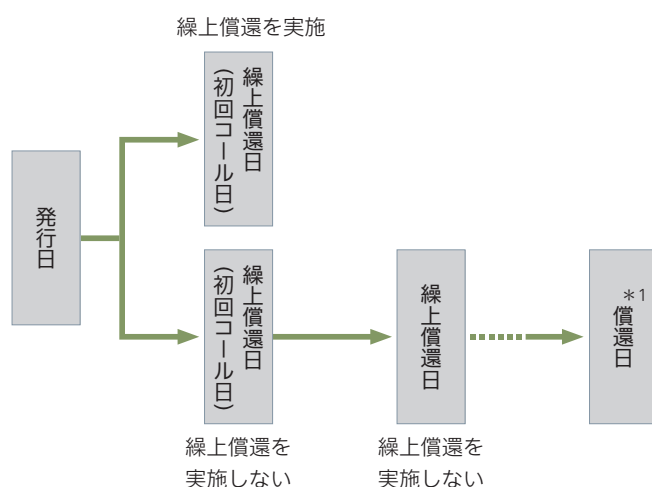 繰上償還を実施
発行日
繰上償還日
(初回コール日)
繰上償還日
(初回コール日)
繰上償還日
*1
償還日
繰上償還を
実施しない
繰上償還を
実施しない